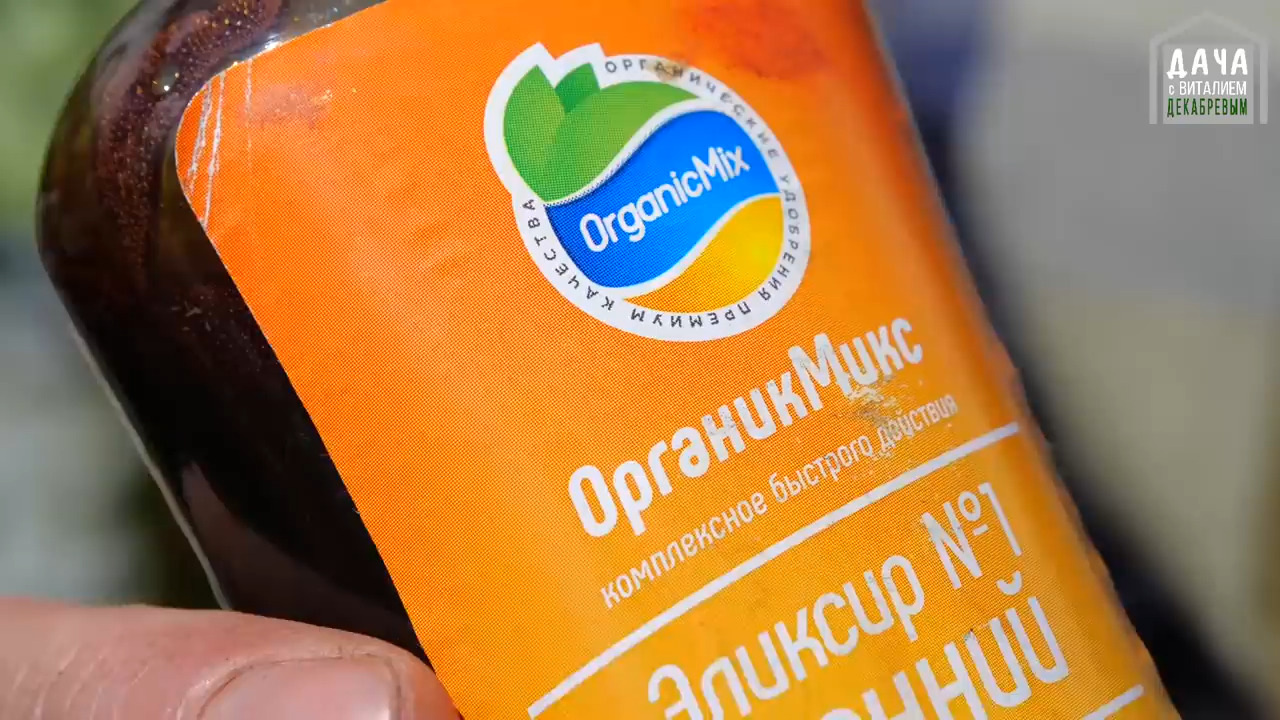 ДАЧА
с ВИТАЛИЕМ
ДЕКАБРЕВЫМ
ОРГАНИЧЕСКИЕ УДОБРЕНИЯ ПРЕМИУМ КАЧЕСТВА
OrganicMix
ОрганикМикс
комплексное быстрого действия
Эликсир №1